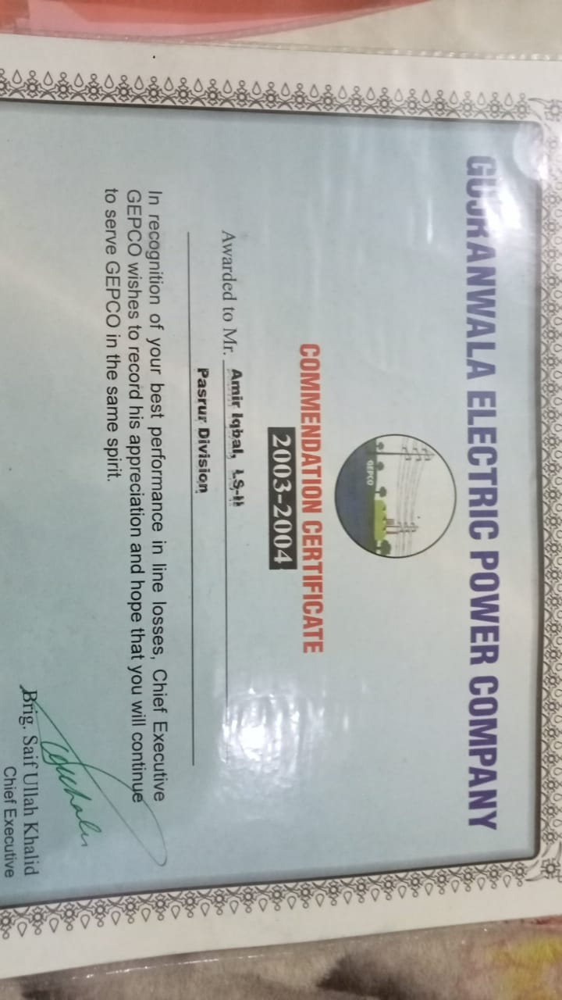 GUJRANWALA ELECTRIC POWER COMPANY
GEPCO
COMMENDATION CERTIFICATE
2003-2004
Awarded to Mr. Amir Iqbal, LS-II
Pasrur Division
In recognition of your best performance in line losses, Chief Executive
GEPCO wishes to record his appreciation and hope that you will continue
to serve GEPCO in the same spirit.
Brig. Saif Ullah Khalid
Chief Executive